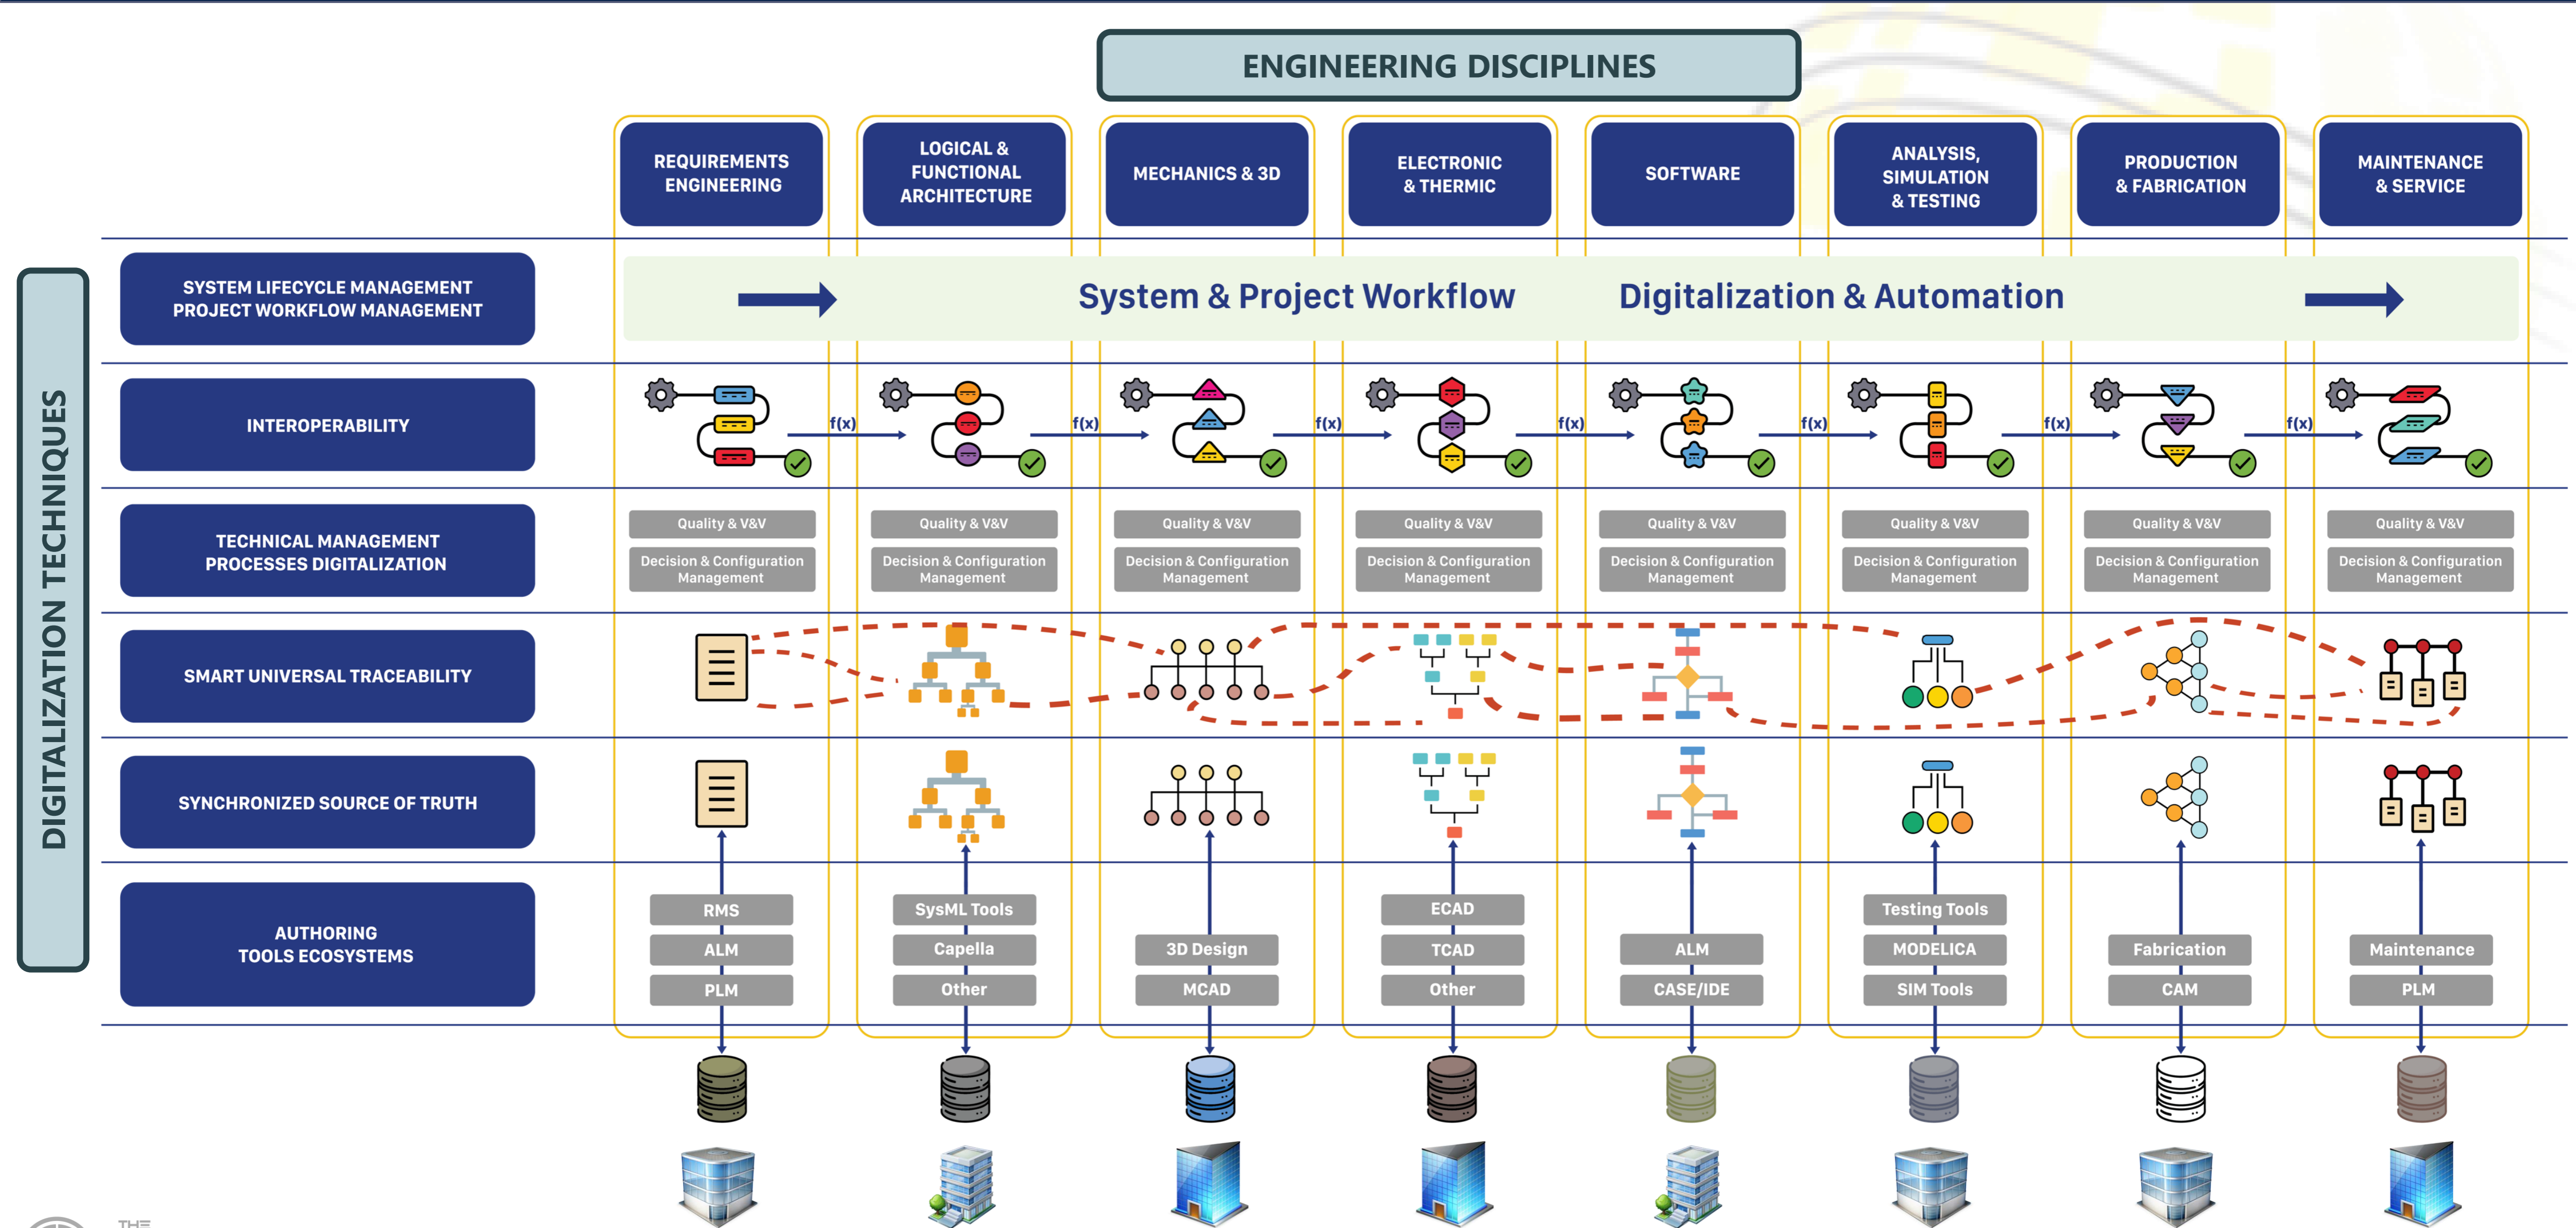 ENGINEERING DISCIPLINES
REQUIREMENTS
ENGINEERING
LOGICAL &
FUNCTIONAL
ARCHITECTURE
MECHANICS & 3D
ELECTRONIC
& THERMIC
SOFTWARE
ANALYSIS,
SIMULATION
& TESTING
PRODUCTION
& FABRICATION
MAINTENANCE
& SERVICE
DIGITALIZATION TECHNIQUES
SYSTEM LIFECYCLE MANAGEMENT
PROJECT WORKFLOW MANAGEMENT
System & Project Workflow
Digitalization & Automation
INTEROPERABILITY
f(x)
f(x)
f(x)
f(x)
f(x)
f(x)
f(x)
TECHNICAL MANAGEMENT
PROCESSES DIGITALIZATION
Quality & V&V
Decision & Configuration
Management
Quality & V&V
Decision & Configuration
Management
Quality & V&V
Decision & Configuration
Management
Quality & V&V
Decision & Configuration
Management
Quality & V&V
Decision & Configuration
Management
Quality & V&V
Decision & Configuration
Management
Quality & V&V
Decision & Configuration
Management
Quality & V&V
Decision & Configuration
Management
SMART UNIVERSAL TRACEABILITY
SYNCHRONIZED SOURCE OF TRUTH
AUTHORING
TOOLS ECOSYSTEMS
RMS
ALM
PLM
SysML Tools
Capella
Other
3D Design
MCAD
ECAD
TCAD
Other
ALM
CASE/IDE
Testing Tools
MODELICA
SIM Tools
Fabrication
CAM
Maintenance
PLM
THE